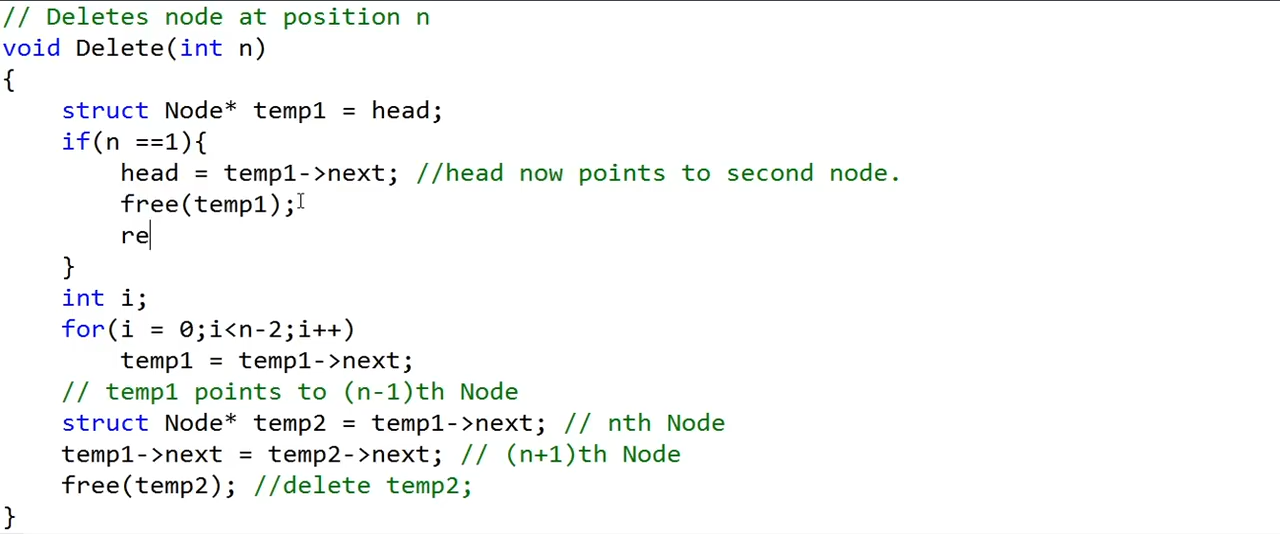 // Deletes node at position n
void Delete(int n)
{
    struct Node* temp1 = head;
    if(n ==1){
        head = temp1->next; //head now points to second node.
        free(temp1);
        re
    }
    int i;
    for(i = 0;i<n-2;i++)
        temp1 = temp1->next;
    // temp1 points to (n-1)th Node
    struct Node* temp2 = temp1->next; // nth Node
    temp1->next = temp2->next; // (n+1)th Node
    free(temp2); //delete temp2;
}